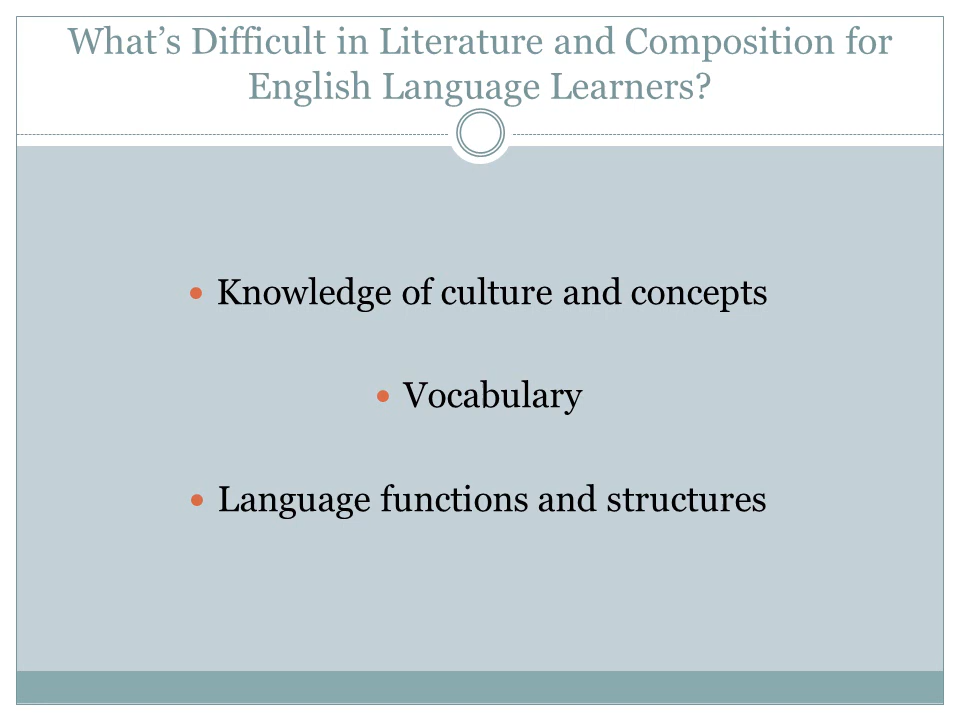 What’s Difficult in Literature and Composition for
English Language Learners?
• Knowledge of culture and concepts
• Vocabulary
• Language functions and structures